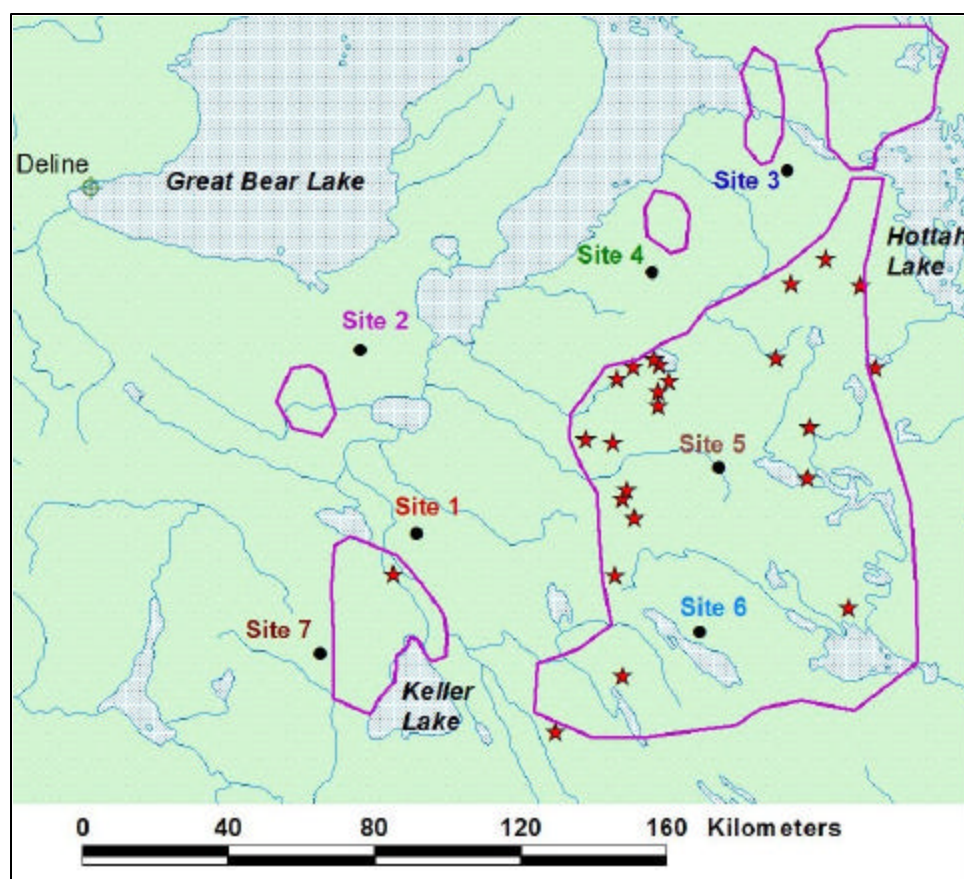 Deline
Great Bear Lake
Site 3
Hottah
Lake
Site 4
Site 2
Site 5
Site 1
Site 6
Site 7
Keller
Lake
0 40 80 120 160 Kilometers